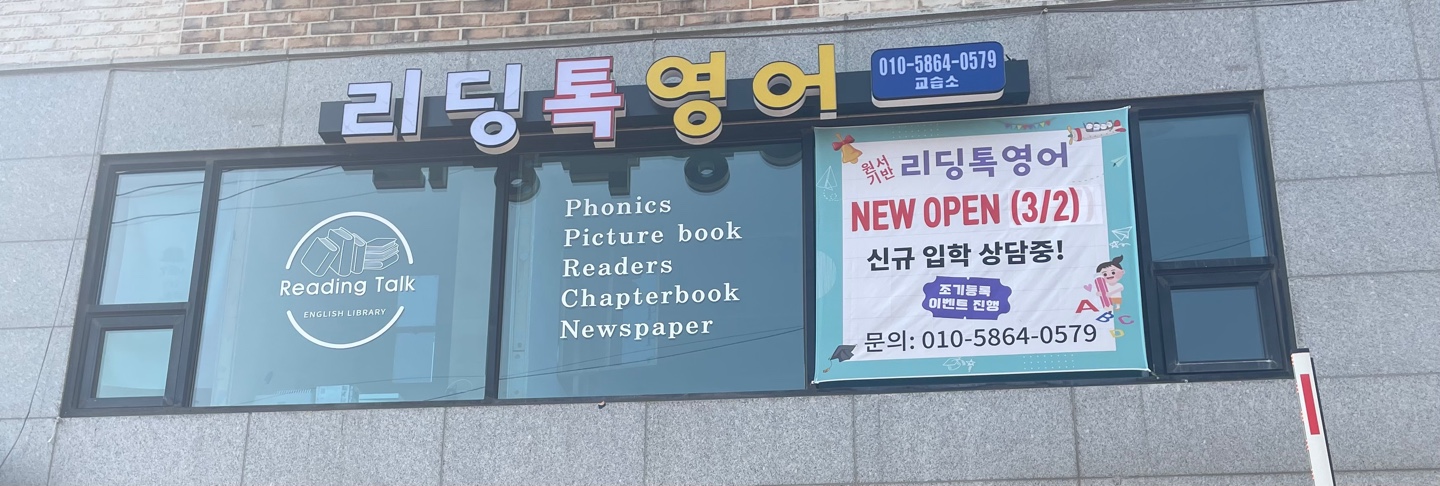 리딩톡영어
010-5864-0579
교습소
Reading Talk
ENGLISH LIBRARY
Phonics
Picture book
Readers
Chapterbook
Newspaper
원서
기반
리딩톡영어
NEW OPEN (3/2)
신규 입학 상담중!
조기등록
이벤트 진행
문의: 010-5864-0579
A
B
C
D